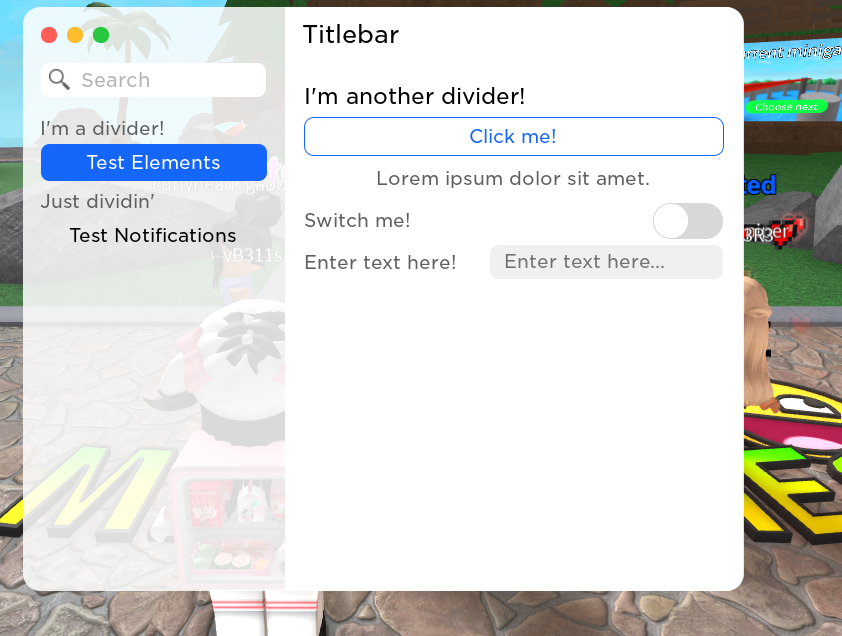 Titlebar
Search
I'm a divider!
Test Elements
Just dividin'
Test Notifications
I'm another divider!
Click me!
Lorem ipsum dolor sit amet.
Switch me!
Enter text here!
Enter text here...
Choose next